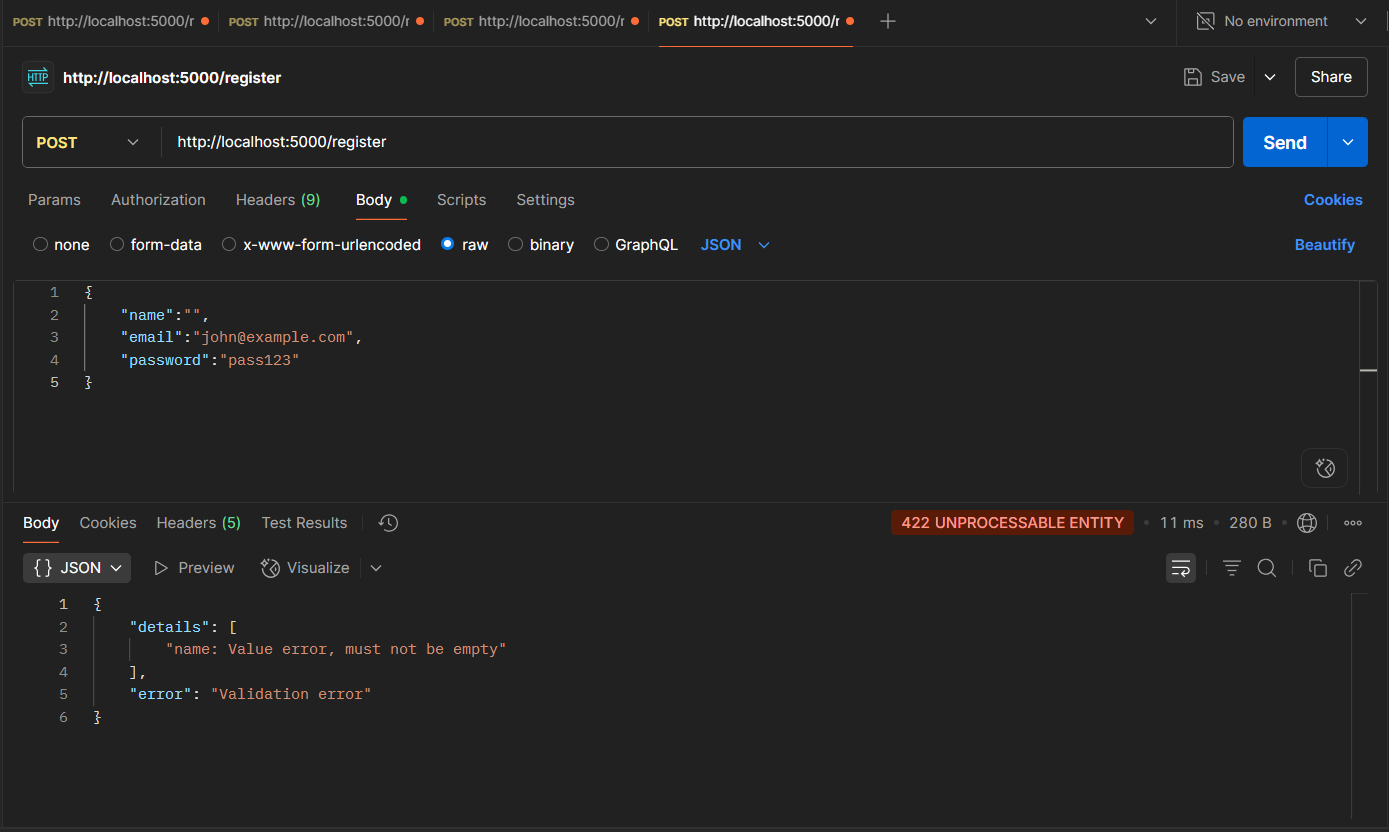 POST http://localhost:5000/r POST http://localhost:5000/r POST http://localhost:5000/r POST http://localhost:5000/r No environment
HTTP http://localhost:5000/register Save Share
POST http://localhost:5000/register Send
Params Authorization Headers (9) Body Scripts Settings Cookies
none form-data x-www-form-urlencoded raw binary GraphQL JSON Beautify
1 {
2 "name":"",
3 "email":"john@example.com",
4 "password":"pass123"
5 }
Body Cookies Headers (5) Test Results 422 UNPROCESSABLE ENTITY • 11 ms • 280 B •
{} JSON Preview Visualize
1 {
2 "details": [
3 "name: Value error, must not be empty"
4 ],
5 "error": "Validation error"
6 }